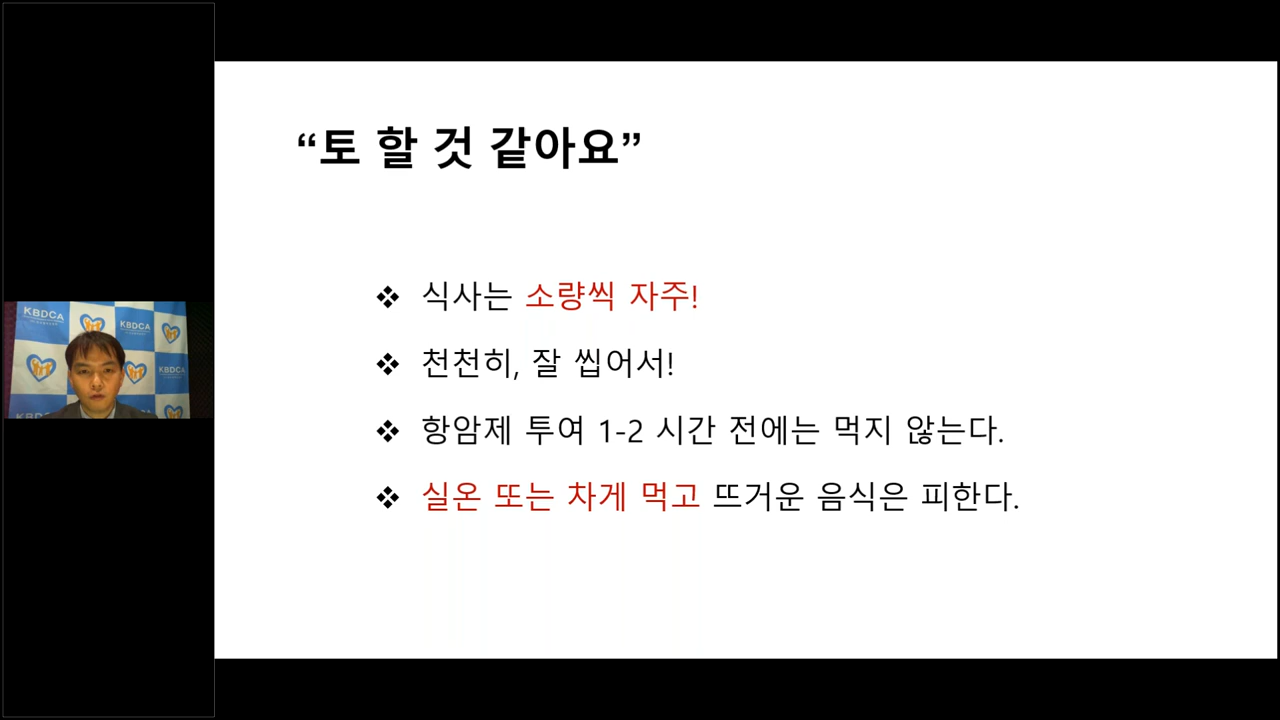 “토 할 것 같아요”
❖ 식사는 소량씩 자주!
❖ 천천히, 잘 씹어서!
❖ 항암제 투여 1-2 시간 전에는 먹지 않는다.
❖ 실온 또는 차게 먹고 뜨거운 음식은 피한다.
KBDCA
KBDCA
KBDCA